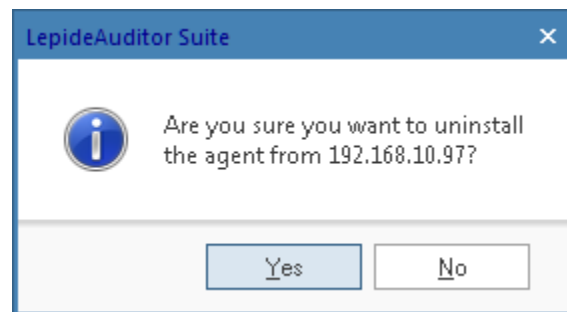 LepideAuditor Suite
Are you sure you want to uninstall
the agent from 192.168.10.97?
Yes
No